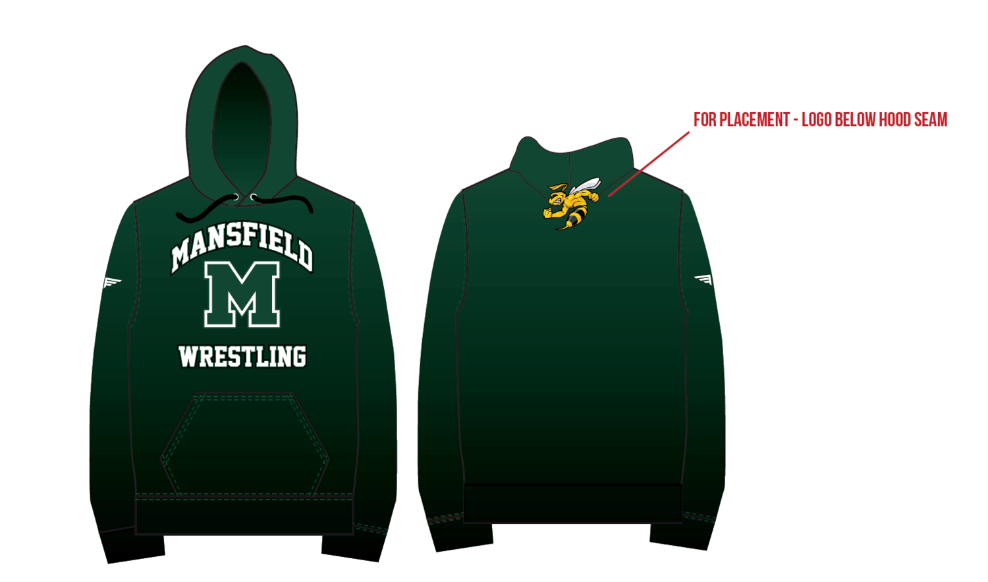 FOR PLACEMENT - LOGO BELOW HOOD SEAM
MANSFIELD
M
WRESTLING